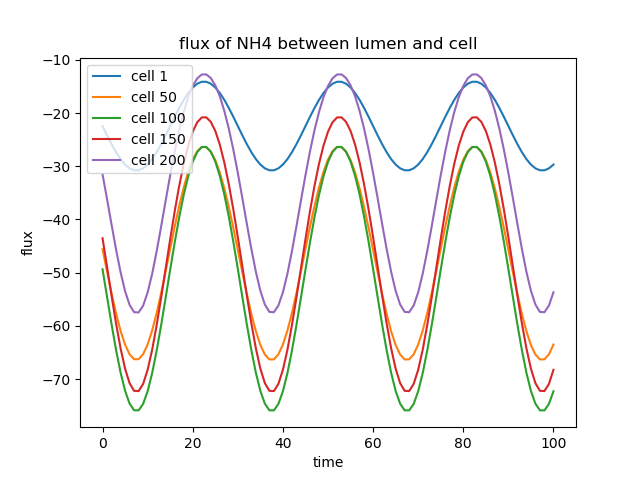 flux of NH4 between lumen and cell
cell 1
cell 50
cell 100
cell 150
cell 200
flux
−10
−20
−30
−40
−50
−60
−70
0 20 40 60 80 100
time